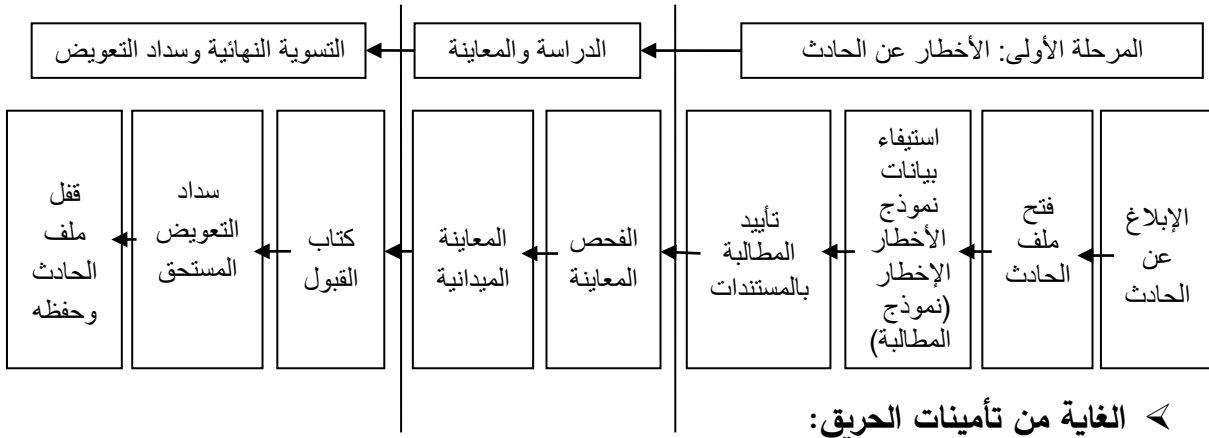 المرحلة الأولى: الأخطار عن الحادث
الدراسة والمعاينة
التسوية النهائية وسداد التعويض
الإبلاغ
عن
الحادث
فتح
ملف
الحادث
استيفاء
بيانات
نموذج
الأخطار
الإخطار
(نموذج
المطالبة)
تأييد
المطالبة
بالمستندات
الفحص
المعاينة
المعاينة
الميدانية
كتاب
القبول
سداد
التعويض
المستحق
قفل
ملف
الحادث
وحفظه
➢ الغاية من تأمينات الحريق: